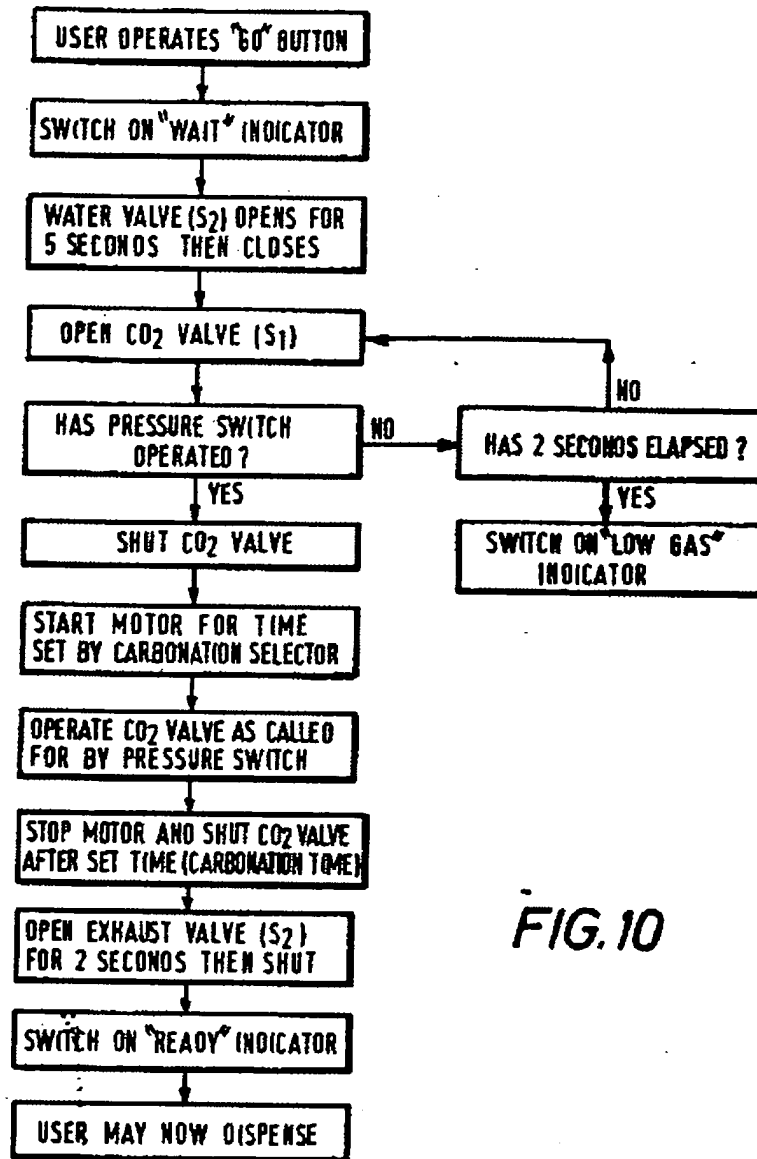 USER OPERATES "GO" BUTTON
SWITCH ON "WAIT" INDICATOR
WATER VALVE (S2) OPENS FOR
5 SECONDS THEN CLOSES
OPEN CO2 VALVE (S1)
NO
HAS PRESSURE SWITCH
OPERATED ?
NO
HAS 2 SECONDS ELAPSED ?
YES
YES
SHUT CO2 VALVE
SWITCH ON "LOW GAS"
INDICATOR
START MOTOR FOR TIME
SET BY CARBONATION SELECTOR
OPERATE CO2 VALVE AS CALLED
FOR BY PRESSURE SWITCH
STOP MOTOR AND SHUT CO2 VALVE
AFTER SET TIME (CARBONATION TIME)
OPEN EXHAUST VALVE (S2)
FOR 2 SECONDS THEN SHUT
FIG. 10
SWITCH ON "READY" INDICATOR
USER MAY NOW DISPENSE